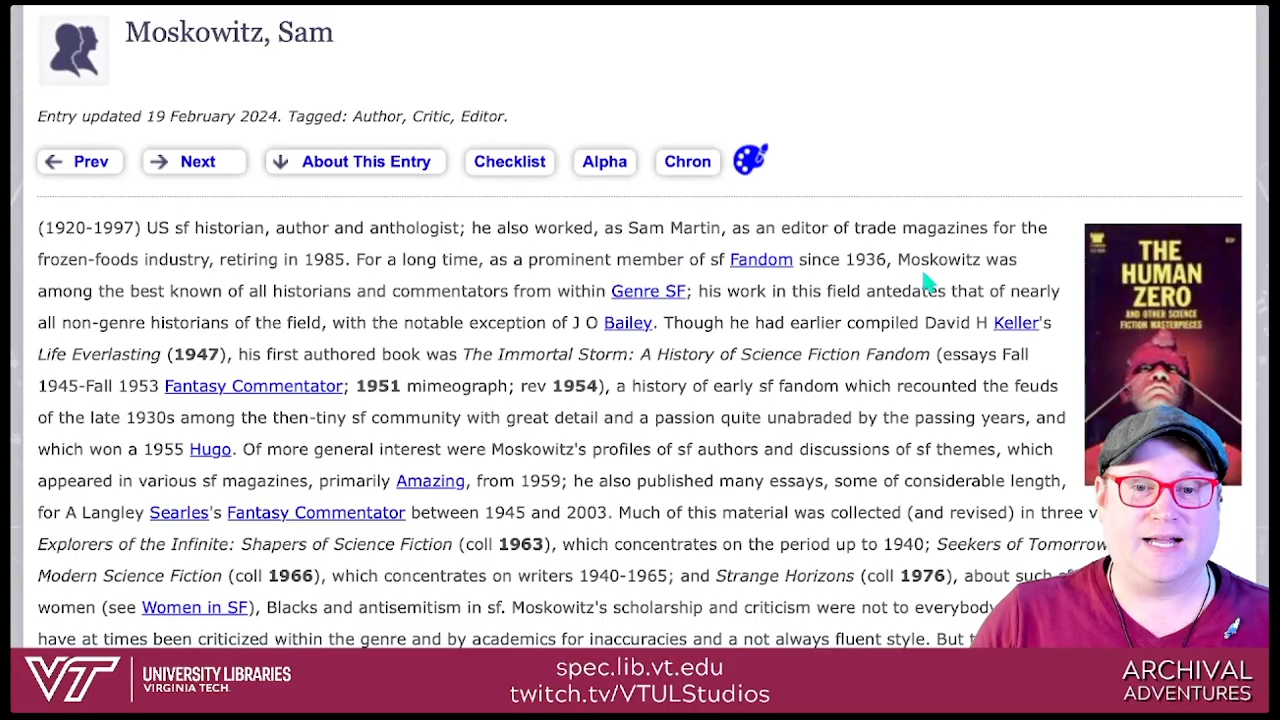 Moskowitz, Sam
Entry updated 19 February 2024. Tagged: Author, Critic, Editor.
Prev Next About This Entry Checklist Alpha Chron
(1920-1997) US sf historian, author and anthologist; he also worked, as Sam Martin, as an editor of trade magazines for the
frozen-foods industry, retiring in 1985. For a long time, as a prominent member of sf Fandom since 1936, Moskowitz was
among the best known of all historians and commentators from within Genre SF; his work in this field antedates that of nearly
all non-genre historians of the field, with the notable exception of J O Bailey. Though he had earlier compiled David H Keller's
Life Everlasting (1947), his first authored book was The Immortal Storm: A History of Science Fiction Fandom (essays Fall
1945-Fall 1953 Fantasy Commentator; 1951 mimeograph; rev 1954), a history of early sf fandom which recounted the feuds
of the late 1930s among the then-tiny sf community with great detail and a passion quite unabraded by the passing years, and
which won a 1955 Hugo. Of more general interest were Moskowitz's profiles of sf authors and discussions of sf themes, which
appeared in various sf magazines, primarily Amazing, from 1959; he also published many essays, some of considerable length,
for A Langley Searles's Fantasy Commentator between 1945 and 2003. Much of this material was collected (and revised) in three
Explorers of the Infinite: Shapers of Science Fiction (coll 1963), which concentrates on the period up to 1940; Seekers of Tomorrow
Modern Science Fiction (coll 1966), which concentrates on writers 1940-1965; and Strange Horizons (coll 1976), about such
women (see Women in SF), Blacks and antisemitism in sf. Moskowitz's scholarship and criticism were not to everybody
have at times been criticized within the genre and by academics for inaccuracies and a not always fluent style. But
THE
HUMAN
ZERO
AND OTHER SCIENCE
FICTION MASTERPIECES
VT UNIVERSITY LIBRARIES
VIRGINIA TECH.
spec.lib.vt.edu
twitch.tv/VTULStudios
ARCHIVAL
ADVENTURES